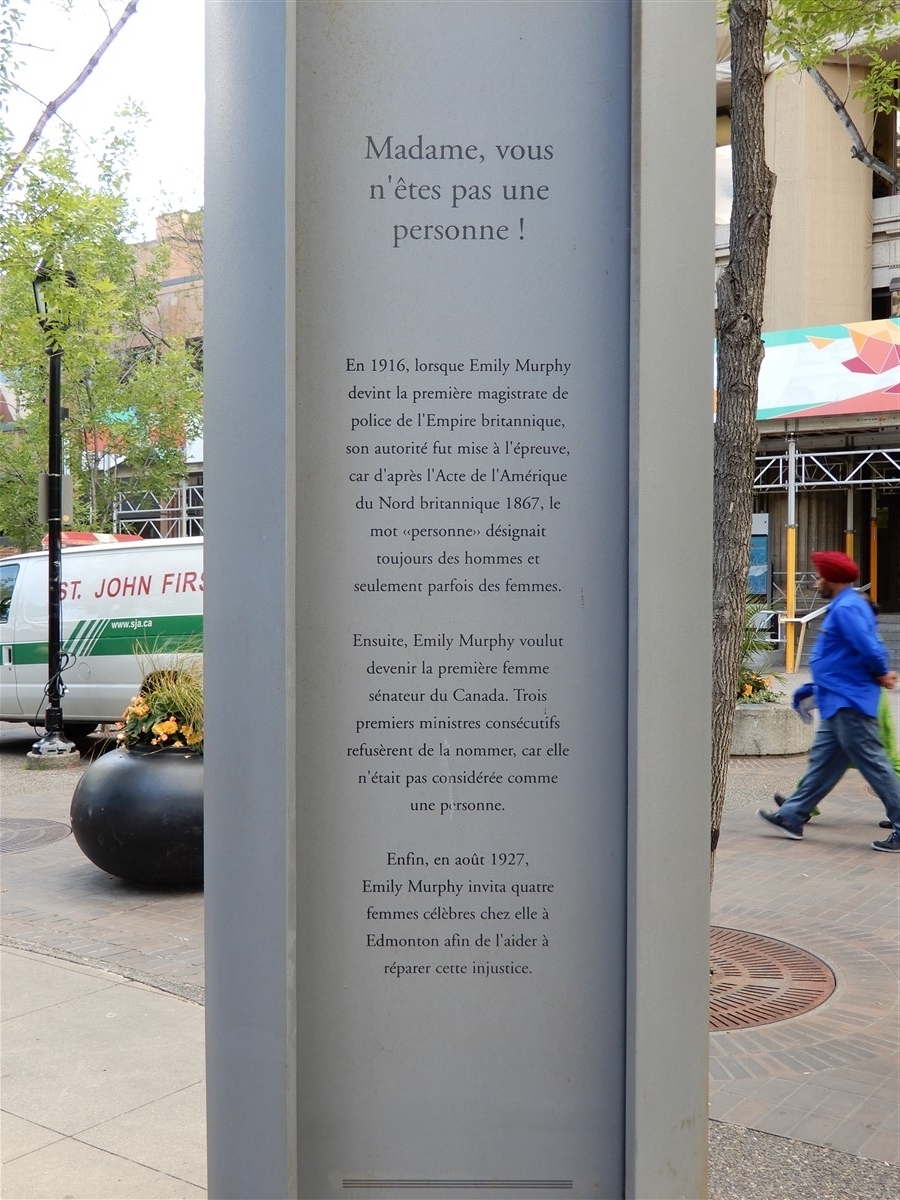 Madame, vous
n'êtes pas une
personne !
En 1916, lorsque Emily Murphy
devint la première magistrate de
police de l'Empire britannique,
son autorité fut mise à l'épreuve,
car d'après l'Acte de l'Amérique
du Nord britannique 1867, le
mot ‹‹personne›› désignait
toujours des hommes et
seulement parfois des femmes.
Ensuite, Emily Murphy voulut
devenir la première femme
sénateur du Canada. Trois
premiers ministres consécutifs
refusèrent de la nommer, car elle
n'était pas considérée comme
une personne.
Enfin, en août 1927,
Emily Murphy invita quatre
femmes célèbres chez elle à
Edmonton afin de l'aider à
réparer cette injustice.
ST. JOHN FIRS
www.sja.ca